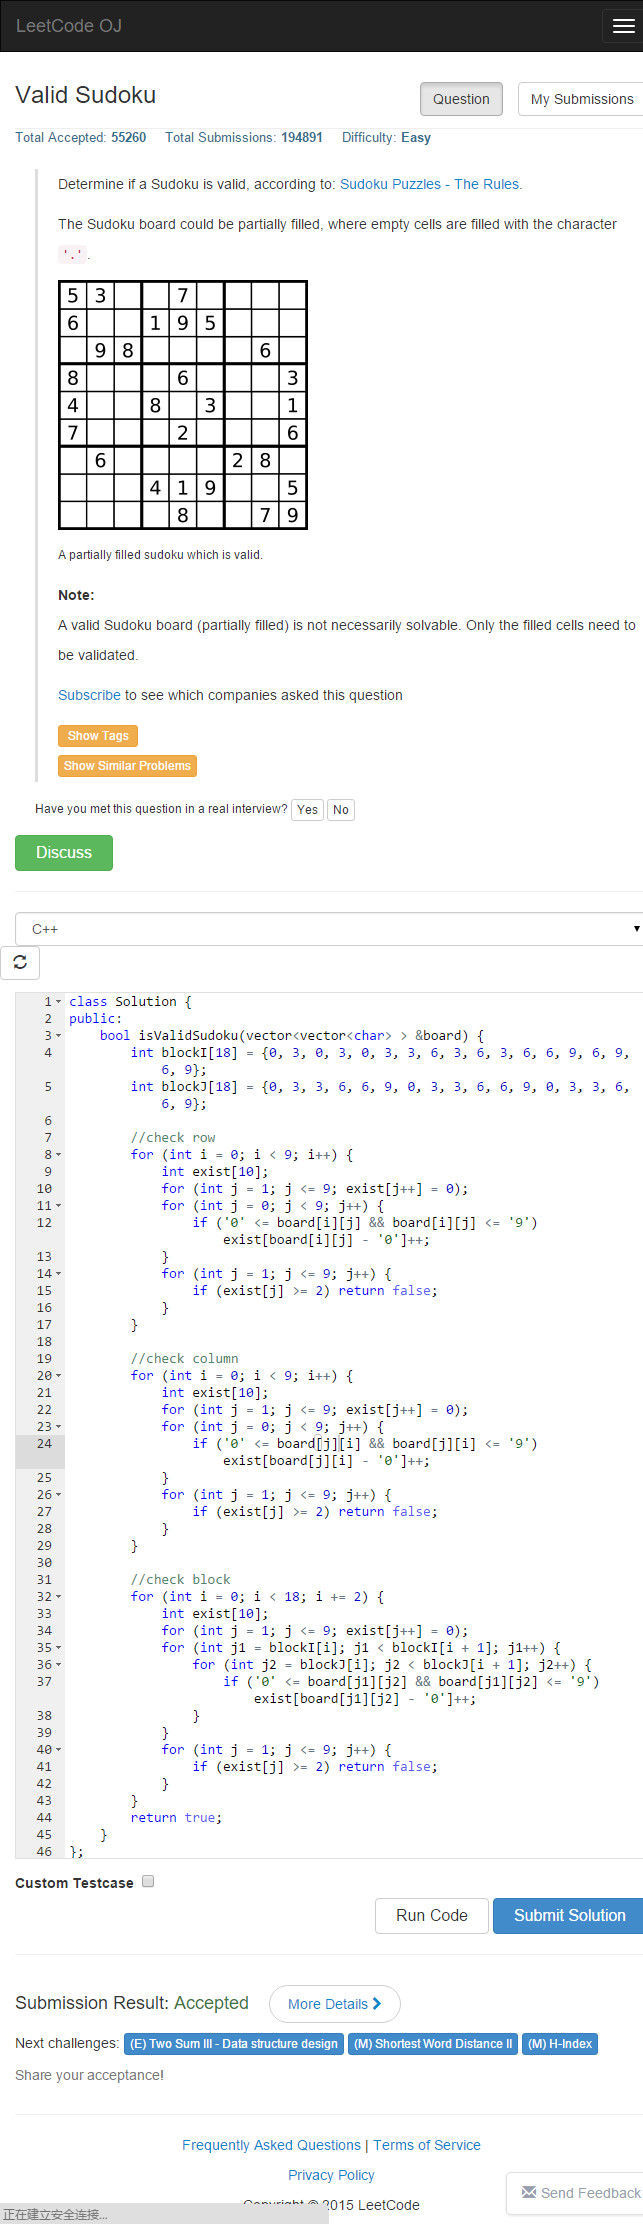 LeetCode OJ
Valid Sudoku
Question
My Submissions
Total Accepted: 55260 Total Submissions: 194891 Difficulty: Easy
Determine if a Sudoku is valid, according to: Sudoku Puzzles - The Rules.
The Sudoku board could be partially filled, where empty cells are filled with the character
'.'.
5 3 7
6 1 9 5
9 8 6
8 6 3
4 8 3 1
7 2 6
6 2 8
4 1 9 5
8 7 9
A partially filled sudoku which is valid.
Note:
A valid Sudoku board (partially filled) is not necessarily solvable. Only the filled cells need to
be validated.
Subscribe to see which companies asked this question
Show Tags
Show Similar Problems
Have you met this question in a real interview? Yes No
Discuss
C++
1 class Solution {
2 public:
3 bool isValidSudoku(vector<vector<char> > &board) {
4 int blockI[18] = {0, 3, 0, 3, 0, 3, 3, 6, 3, 6, 3, 6, 6, 9, 6, 9,
6, 9};
5 int blockJ[18] = {0, 3, 3, 6, 6, 9, 0, 3, 3, 6, 6, 9, 0, 3, 3, 6,
6, 9};
6
7 //check row
8 for (int i = 0; i < 9; i++) {
9 int exist[10];
10 for (int j = 1; j <= 9; exist[j++] = 0);
11 for (int j = 0; j < 9; j++) {
12 if ('0' <= board[i][j] && board[i][j] <= '9')
exist[board[i][j] - '0']++;
13 }
14 for (int j = 1; j <= 9; j++) {
15 if (exist[j] >= 2) return false;
16 }
17 }
18
19 //check column
20 for (int i = 0; i < 9; i++) {
21 int exist[10];
22 for (int j = 1; j <= 9; exist[j++] = 0);
23 for (int j = 0; j < 9; j++) {
24 if ('0' <= board[j][i] && board[j][i] <= '9')
exist[board[j][i] - '0']++;
25 }
26 for (int j = 1; j <= 9; j++) {
27 if (exist[j] >= 2) return false;
28 }
29 }
30
31 //check block
32 for (int i = 0; i < 18; i += 2) {
33 int exist[10];
34 for (int j = 1; j <= 9; exist[j++] = 0);
35 for (int j1 = blockI[i]; j1 < blockI[i + 1]; j1++) {
36 for (int j2 = blockJ[i]; j2 < blockJ[i + 1]; j2++) {
37 if ('0' <= board[j1][j2] && board[j1][j2] <= '9')
exist[board[j1][j2] - '0']++;
38 }
39 }
40 for (int j = 1; j <= 9; j++) {
41 if (exist[j] >= 2) return false;
42 }
43 }
44 return true;
45 }
46 };
Custom Testcase
Run Code
Submit Solution
Submission Result: Accepted
More Details
Next challenges: (E) Two Sum III - Data structure design (M) Shortest Word Distance II (M) H-Index
Share your acceptance!
Frequently Asked Questions | Terms of Service
Privacy Policy
Copyright © 2015 LeetCode
Send Feedback
正在建立安全连接...